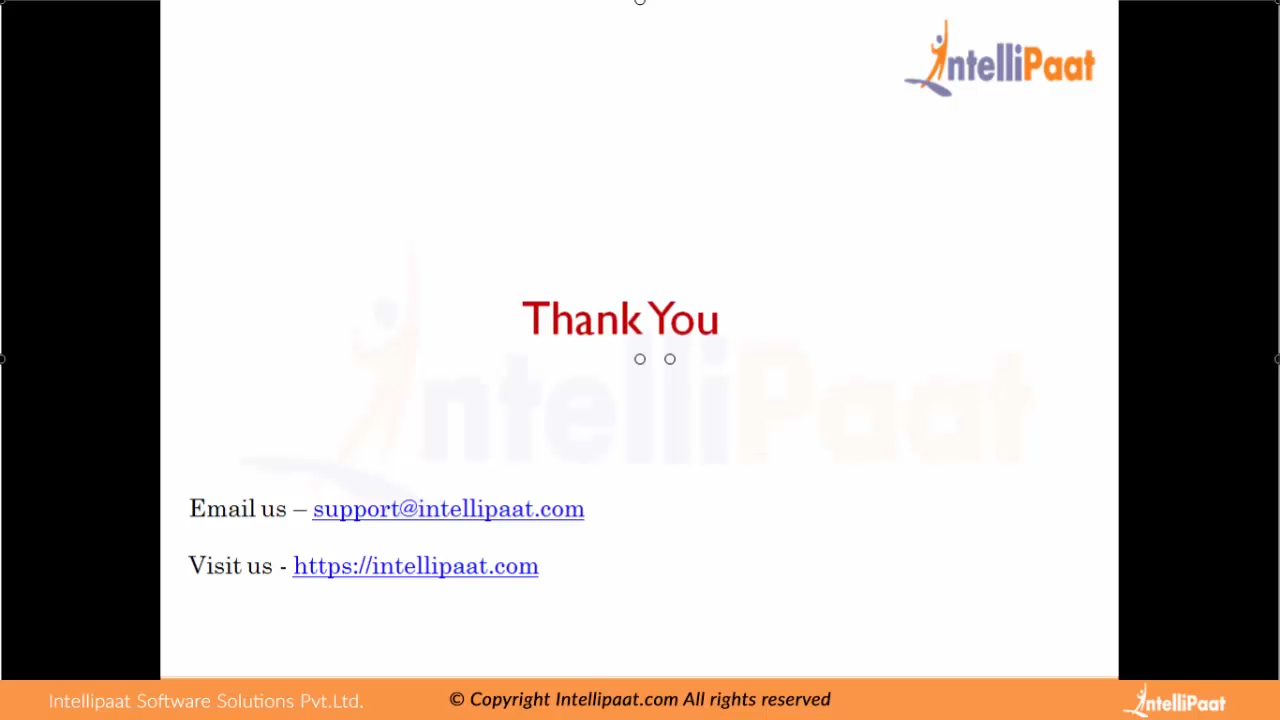 IntelliPaat
Thank You
IntelliPaat
Email us – support@intellipaat.com
Visit us - https://intellipaat.com
Intellipaat Software Solutions Pvt.Ltd.
© Copyright Intellipaat.com All rights reserved
IntelliPaat